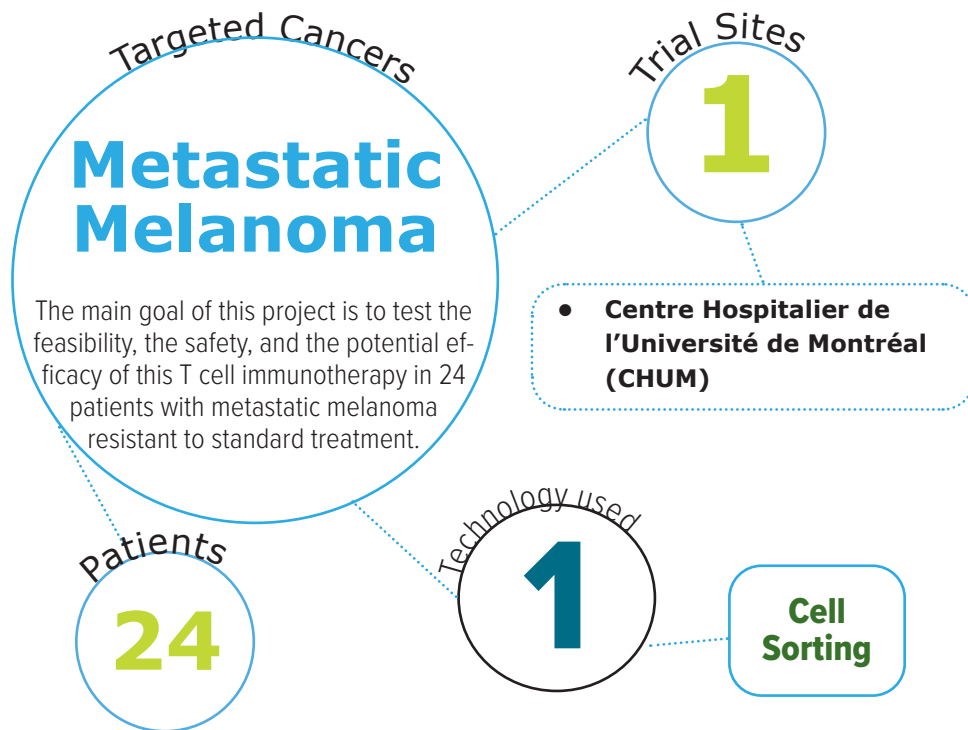 Targeted Cancers
Metastatic
Melanoma
The main goal of this project is to test the
feasibility, the safety, and the potential ef-
ficacy of this T cell immunotherapy in 24
patients with metastatic melanoma
resistant to standard treatment.
Trial Sites
1
● Centre Hospitalier de
l’Université de Montréal
(CHUM)
Patients
24
Technology used
1
Cell
Sorting